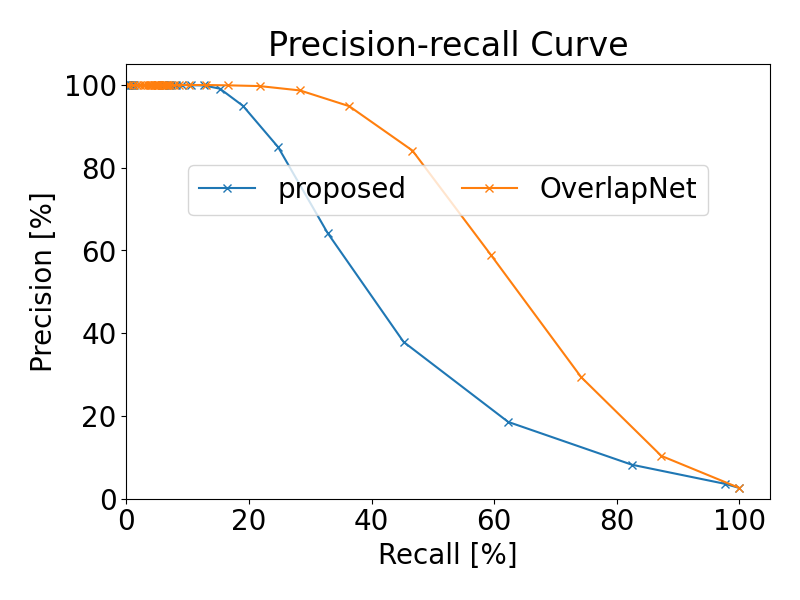 Precision-recall Curve
100
80
60
40
20
0
Precision [%]
proposed OverlapNet
0 20 40 60 80 100
Recall [%]